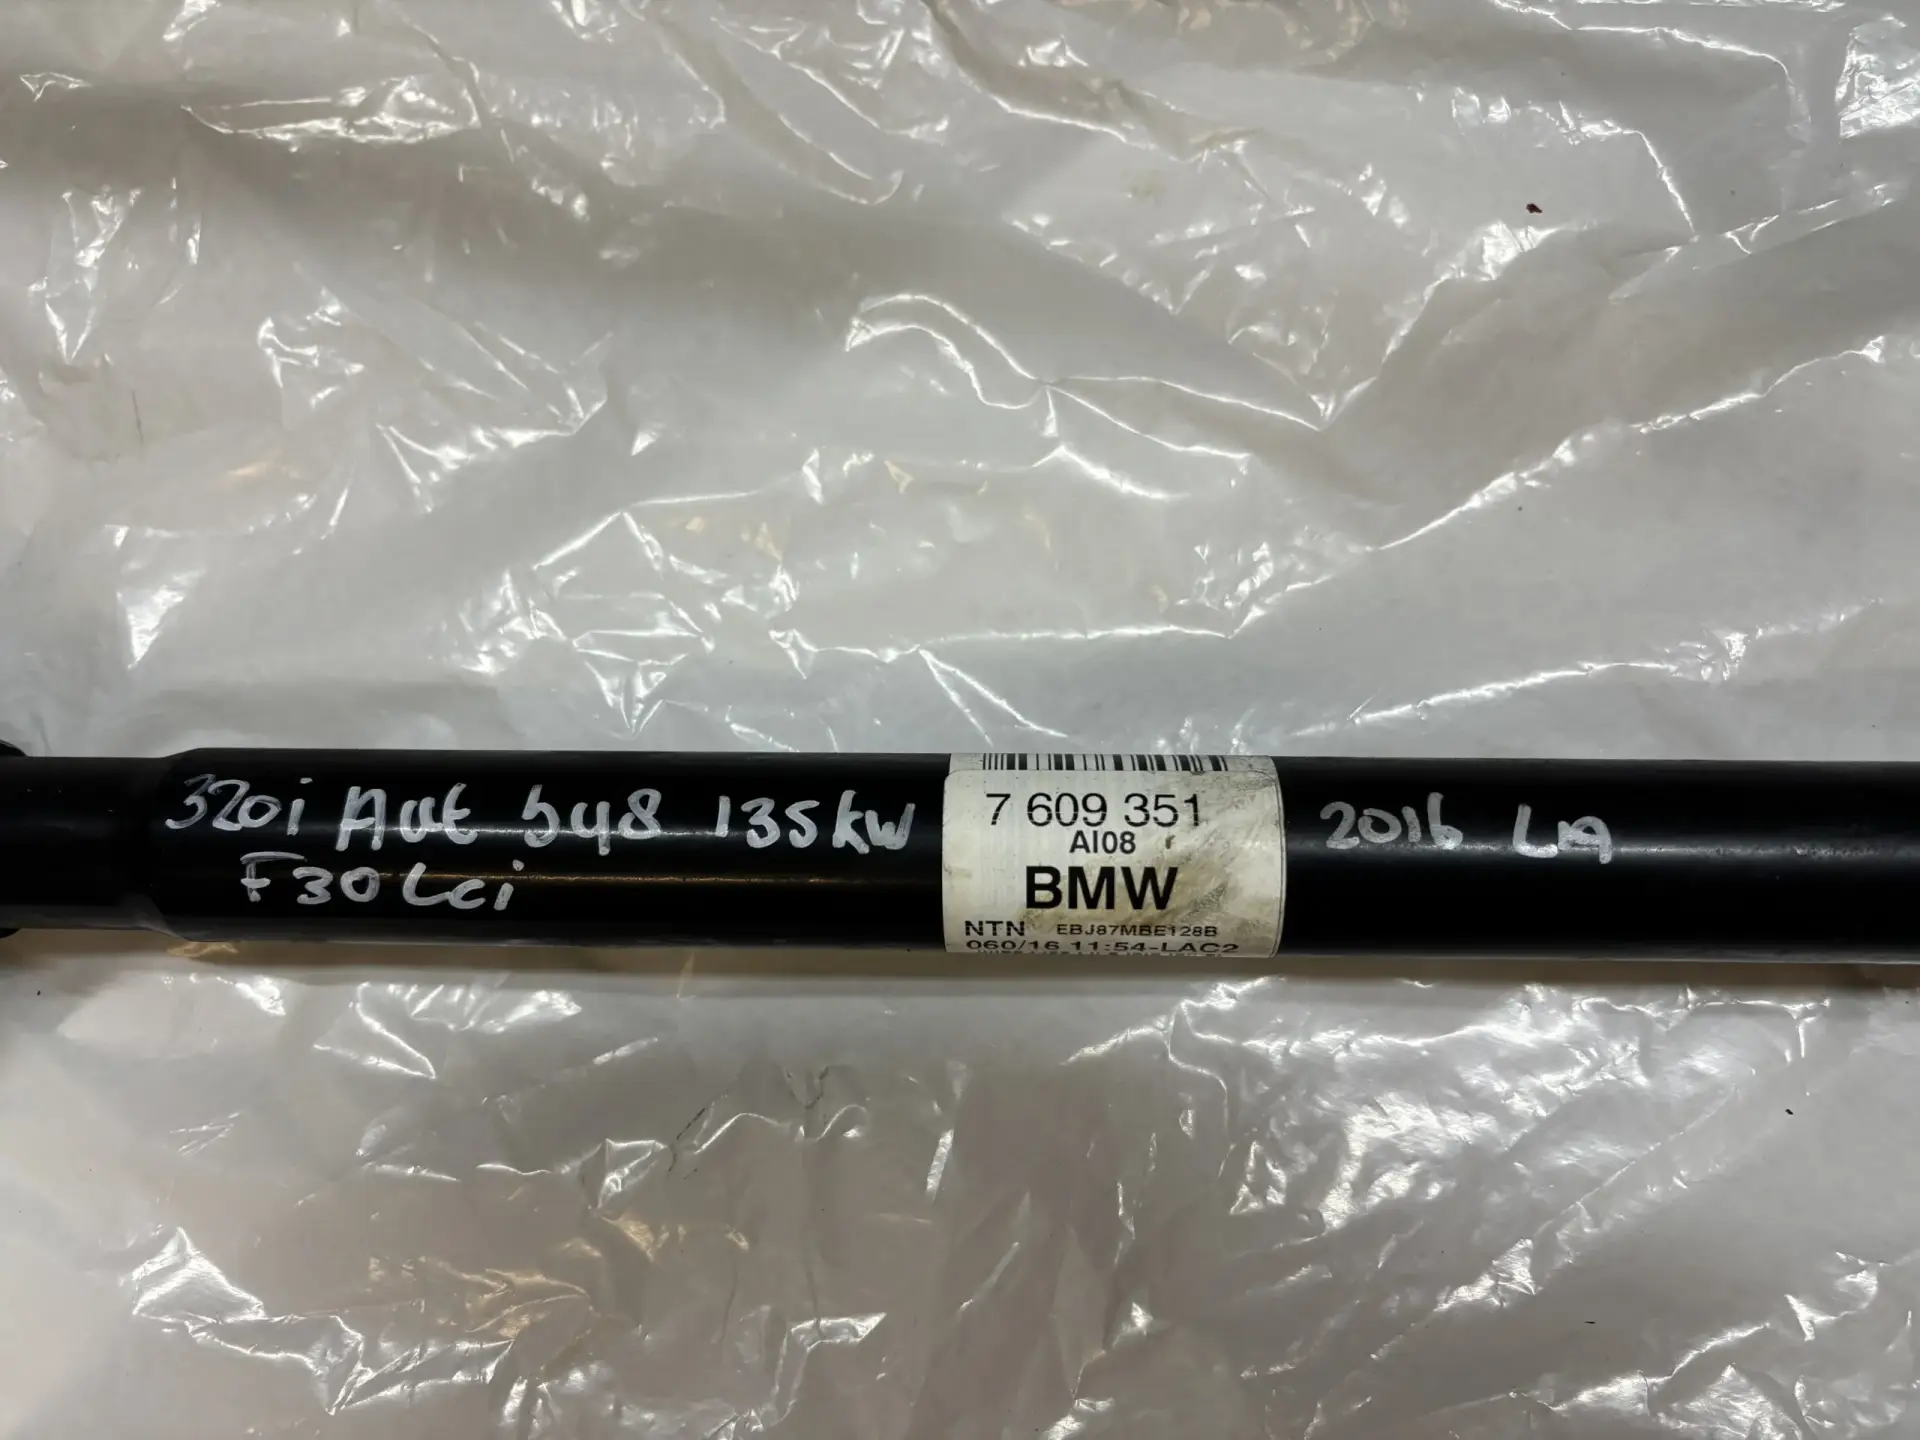 320i Aut b48 135kw
F30 Lci
7 609 351
AI08
BMW
NTN EBJ87MBE128B
060/16 11:54-LAC2
2016 LA